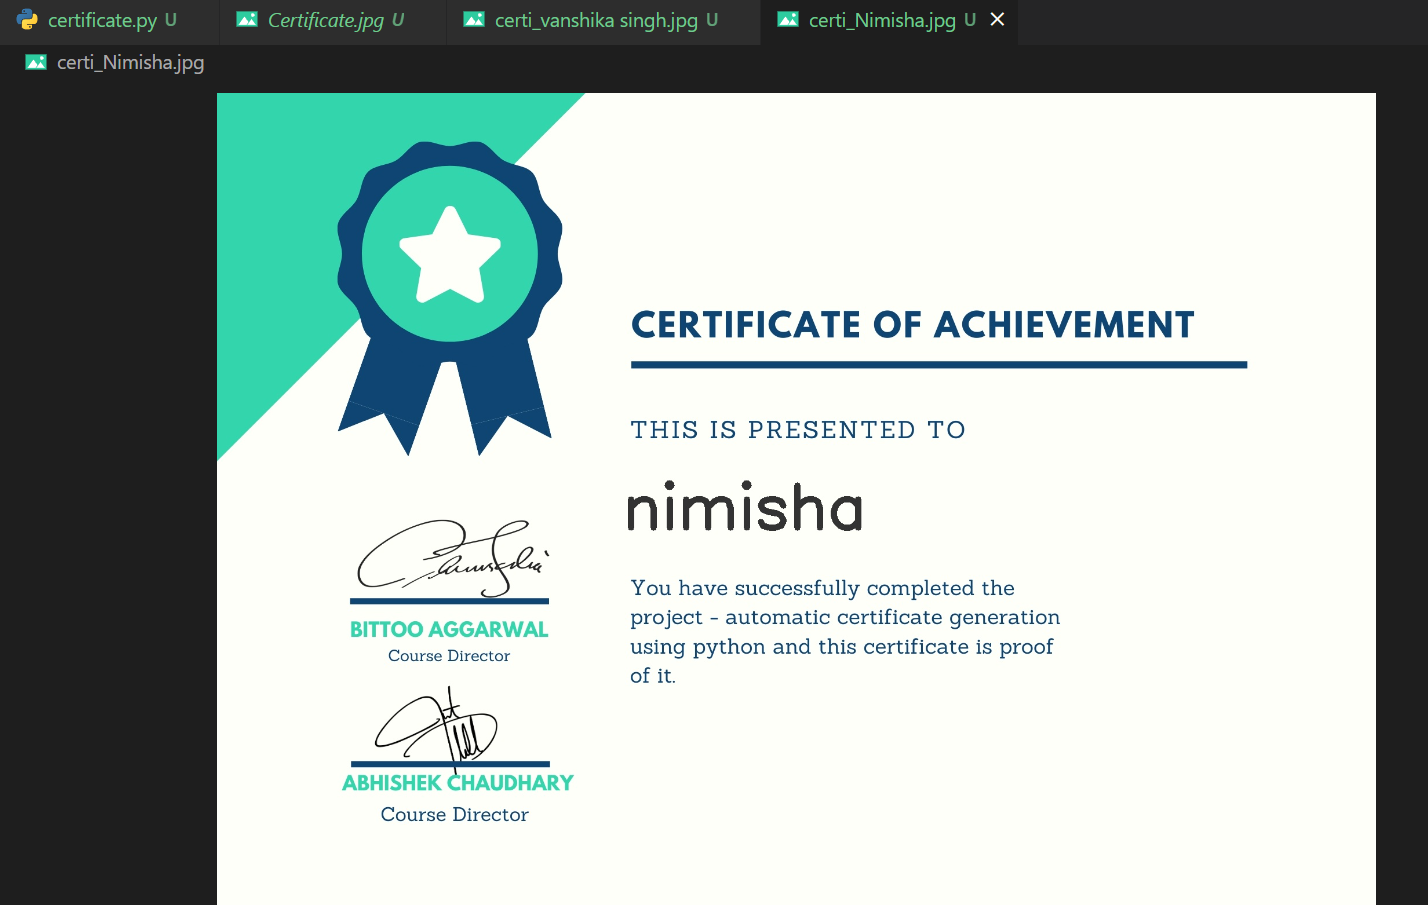 certificate.py U Certificate.jpg U certi_vanshika singh.jpg U certi_Nimisha.jpg U
certi_Nimisha.jpg
CERTIFICATE OF ACHIEVEMENT
THIS IS PRESENTED TO
nimisha
You have successfully completed the
project - automatic certificate generation
using python and this certificate is proof
of it.
BITTOO AGGARWAL
Course Director
ABHISHEK CHAUDHARY
Course Director